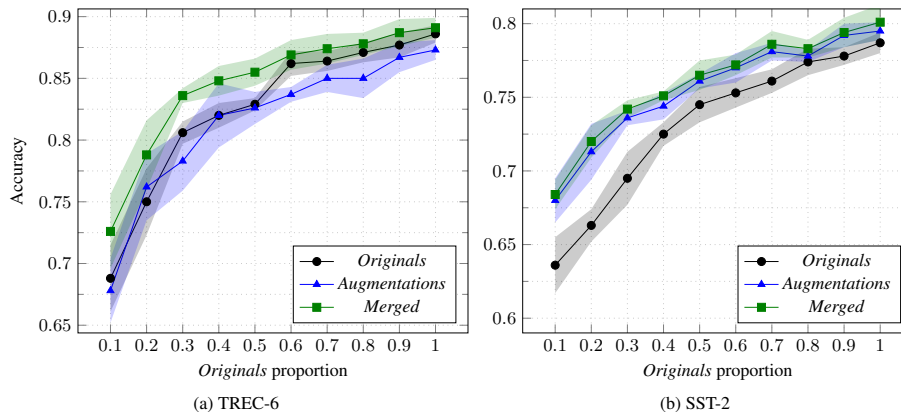 0.9
0.85
0.8
0.75
0.7
0.65
Accuracy
0.1 0.2 0.3 0.4 0.5 0.6 0.7 0.8 0.9 1
Originals proportion
Originals
Augmentations
Merged
(a) TREC-6
0.8
0.75
0.7
0.65
0.6
0.1 0.2 0.3 0.4 0.5 0.6 0.7 0.8 0.9 1
Originals proportion
Originals
Augmentations
Merged
(b) SST-2